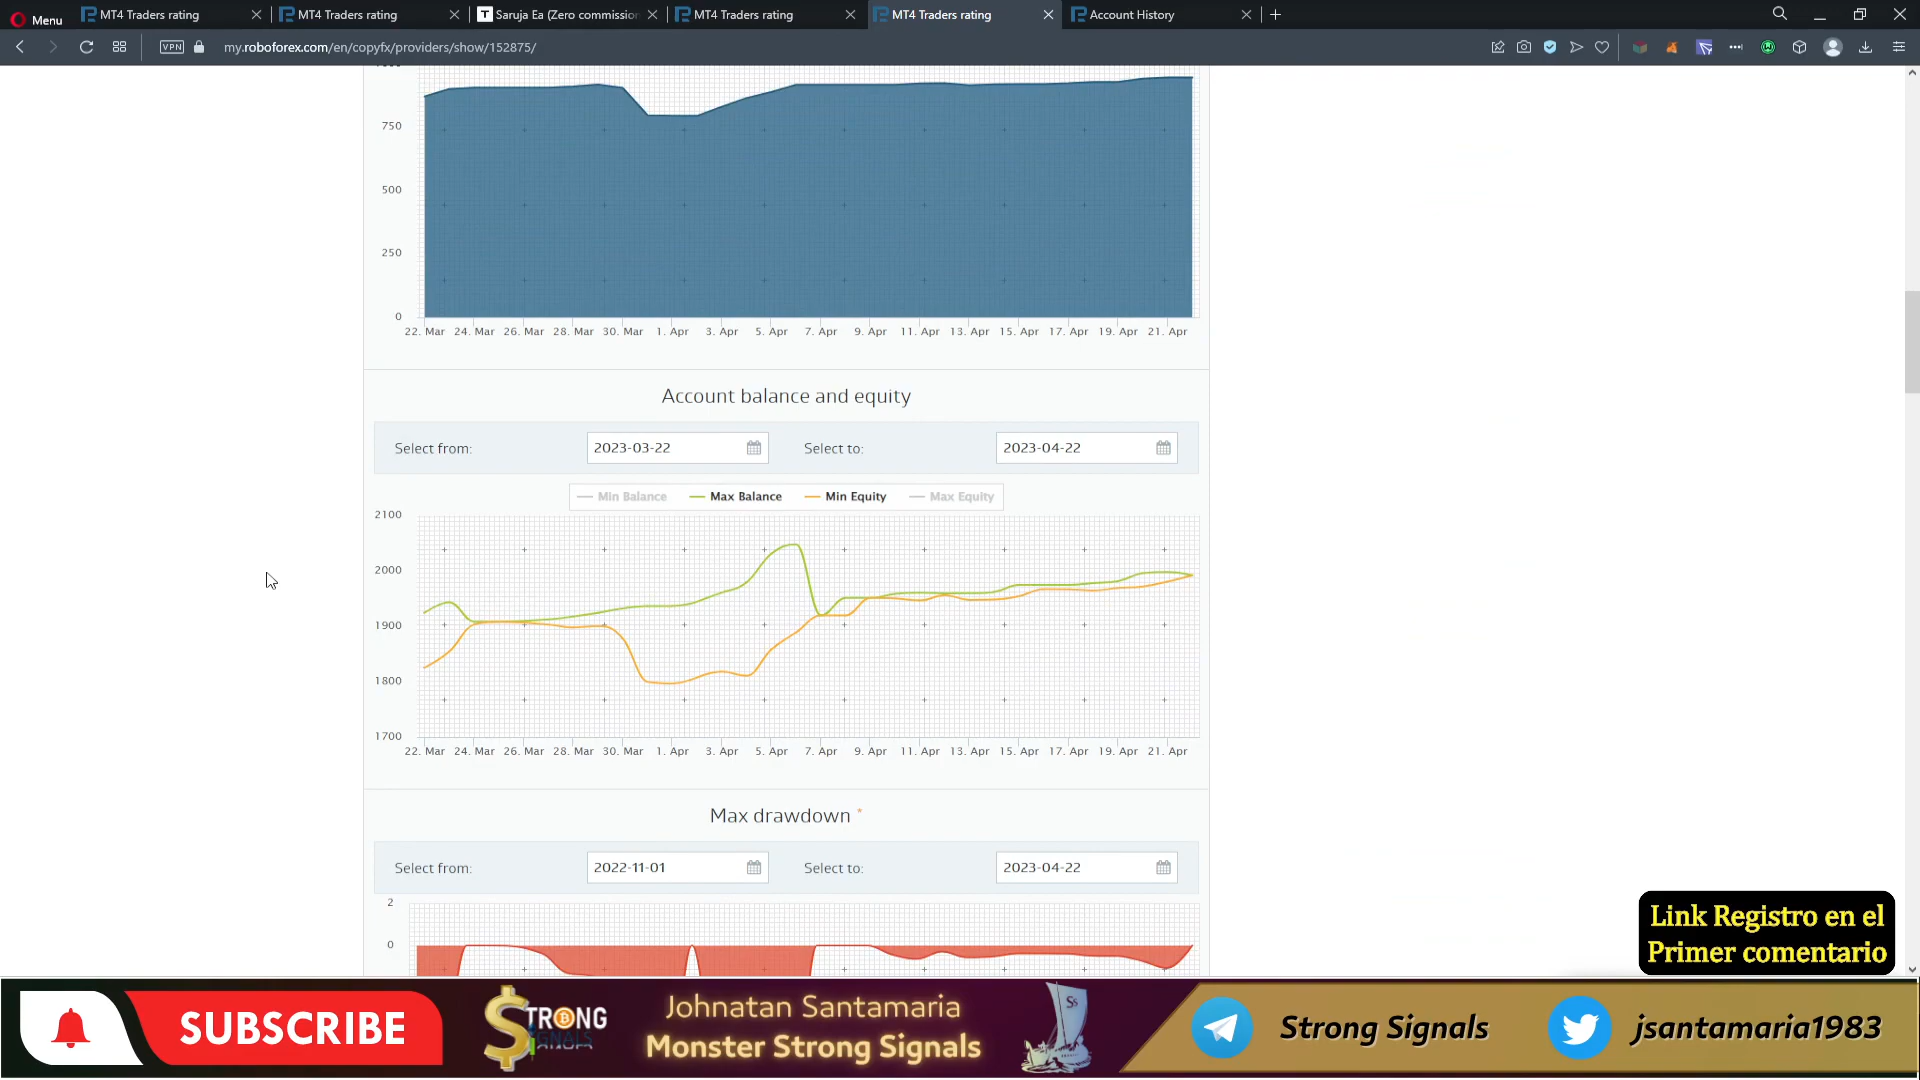 Menu
MT4 Traders rating
MT4 Traders rating
T Saruja Ea (Zero commission
MT4 Traders rating
MT4 Traders rating
Account History
VPN
my.roboforex.com/en/copyfx/providers/show/152875/
750
500
250
0
22. Mar 24. Mar 26. Mar 28. Mar 30. Mar 1. Apr 3. Apr 5. Apr 7. Apr 9. Apr 11. Apr 13. Apr 15. Apr 17. Apr 19. Apr 21. Apr
Account balance and equity
Select from: 2023-03-22 Select to: 2023-04-22
Min Balance Max Balance Min Equity Max Equity
2100
2000
1900
1800
1700
22. Mar 24. Mar 26. Mar 28. Mar 30. Mar 1. Apr 3. Apr 5. Apr 7. Apr 9. Apr 11. Apr 13. Apr 15. Apr 17. Apr 19. Apr 21. Apr
Max drawdown *
Select from: 2022-11-01 Select to: 2023-04-22
2
0
Link Registro en el
Primer comentario
SUBSCRIBE
STRONG
SIGNALS
Johnatan Santamaria
Monster Strong Signals
Ss
Strong Signals
jsantamaria1983